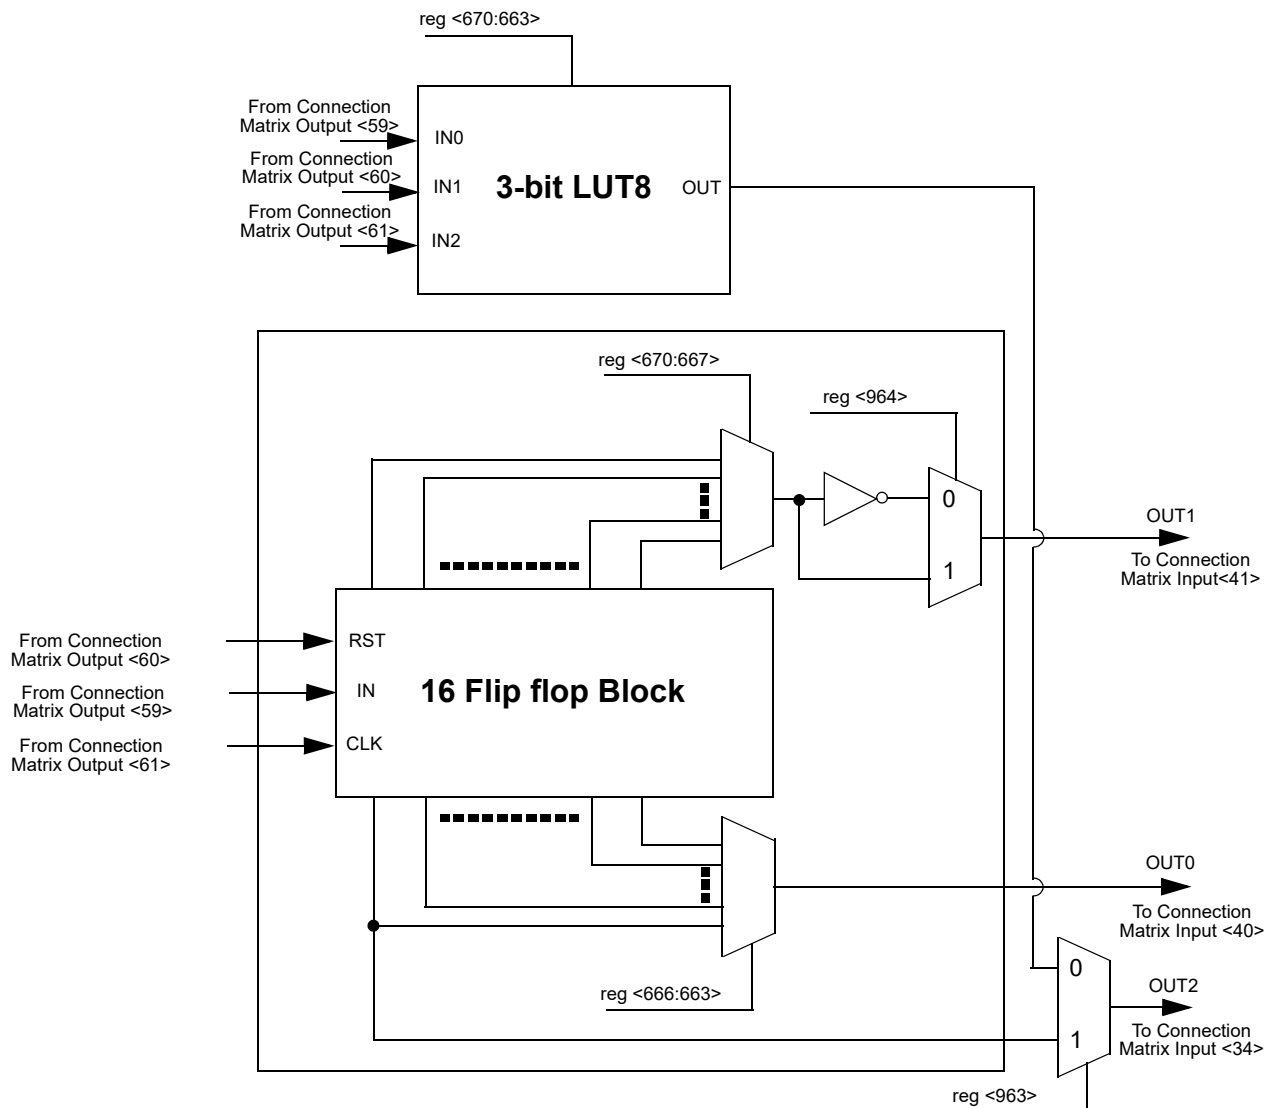 reg <670:663>
From Connection
Matrix Output <59>
IN0
From Connection
Matrix Output <60>
IN1
3-bit LUT8
OUT
From Connection
Matrix Output <61>
IN2
reg <670:667>
reg <964>
0
OUT1
To Connection
Matrix Input<41>
1
From Connection
Matrix Output <60>
RST
From Connection
Matrix Output <59>
IN
16 Flip flop Block
From Connection
Matrix Output <61>
CLK
OUT0
To Connection
Matrix Input <40>
0
reg <666:663>
OUT2
To Connection
Matrix Input <34>
1
reg <963>